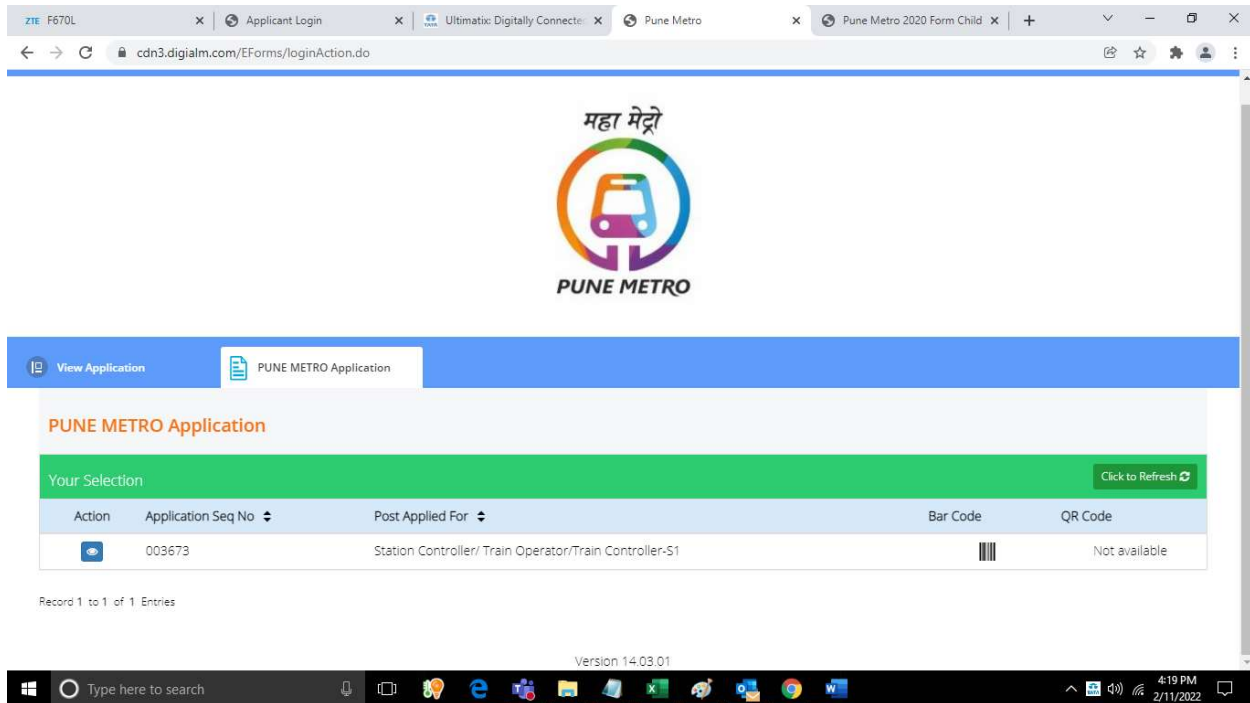 ZTE F670L
Applicant Login
TATA Ultimatix: Digitally Connecte
Pune Metro
Pune Metro 2020 Form Child
cdn3.digialm.com/EForms/loginAction.do
महा मेट्रो
PUNE METRO
View Application
PUNE METRO Application
PUNE METRO Application
Your Selection
Click to Refresh
Action Application Seq No Post Applied For Bar Code QR Code
003673 Station Controller/ Train Operator/Train Controller-S1 Not available
Record 1 to 1 of 1 Entries
Version 14.03.01
Type here to search
4:19 PM
2/11/2022